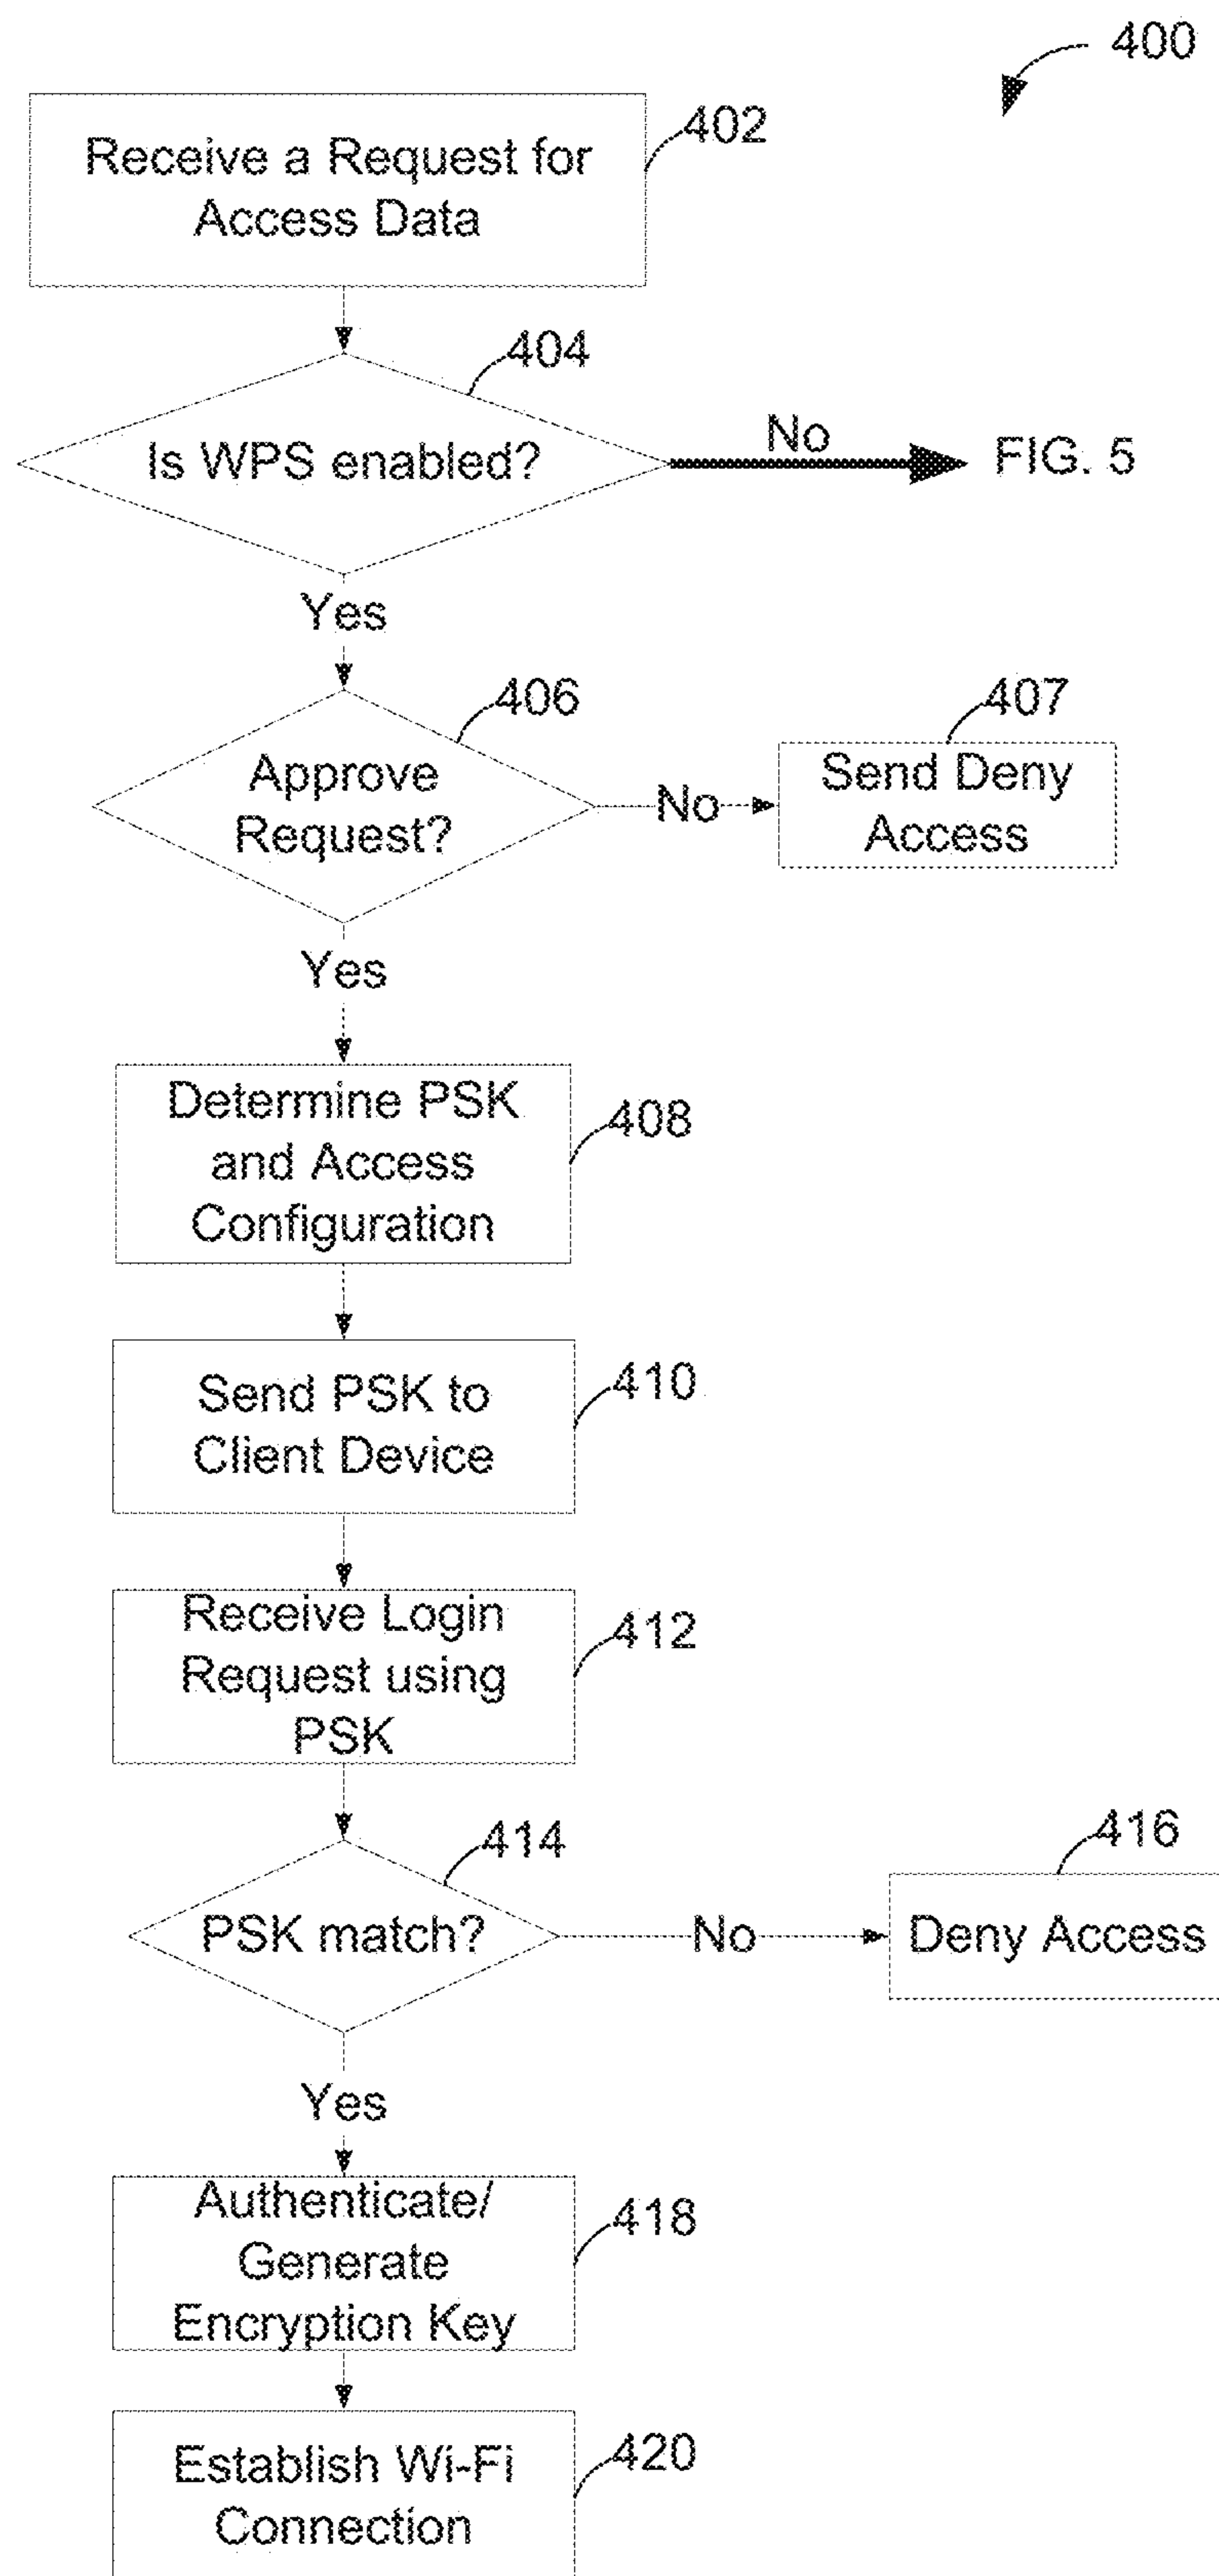 400
402
Receive a Request for
Access Data
404
Is WPS enabled?
No
FIG. 5
Yes
406
407
Approve
Request?
No
Send Deny
Access
Yes
408
Determine PSK
and Access
Configuration
410
Send PSK to
Client Device
412
Receive Login
Request using
PSK
414
416
PSK match?
No
Deny Access
Yes
418
Authenticate/
Generate
Encryption Key
420
Establish Wi-Fi
Connection